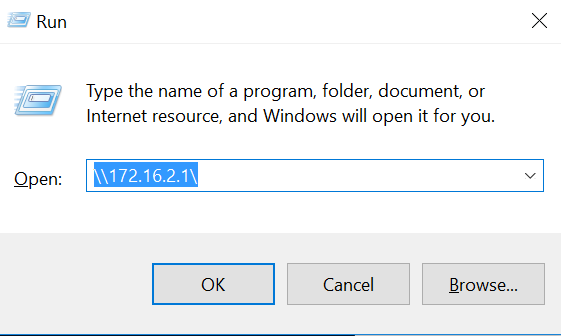 Run
Type the name of a program, folder, document, or
Internet resource, and Windows will open it for you.
Open: \\172.16.2.1\
OK Cancel Browse...